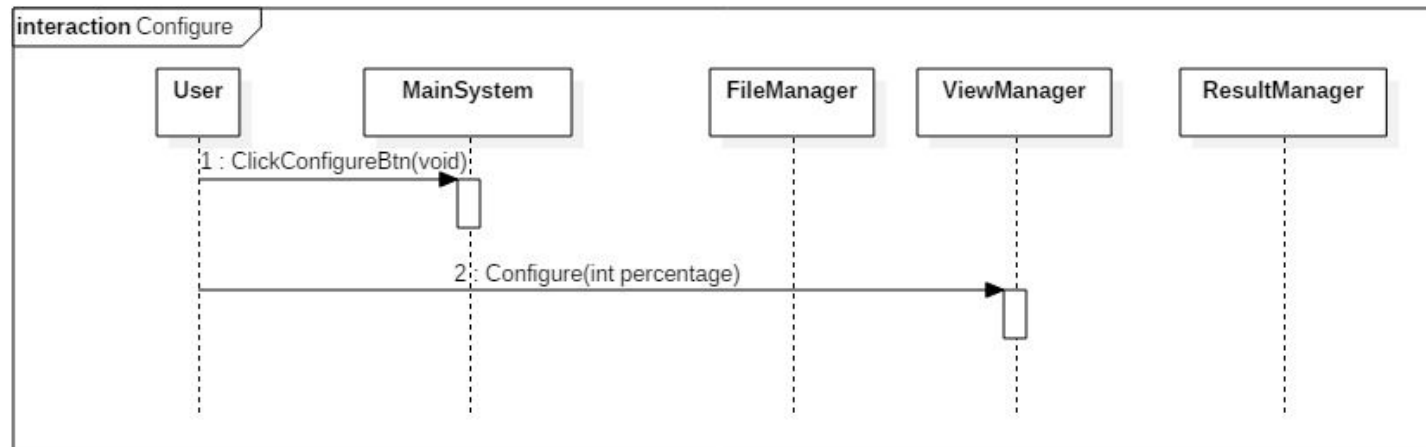 interaction Configure
User
MainSystem
FileManager
ViewManager
ResultManager
1 : ClickConfigureBtn(void)
2 : Configure(int percentage)